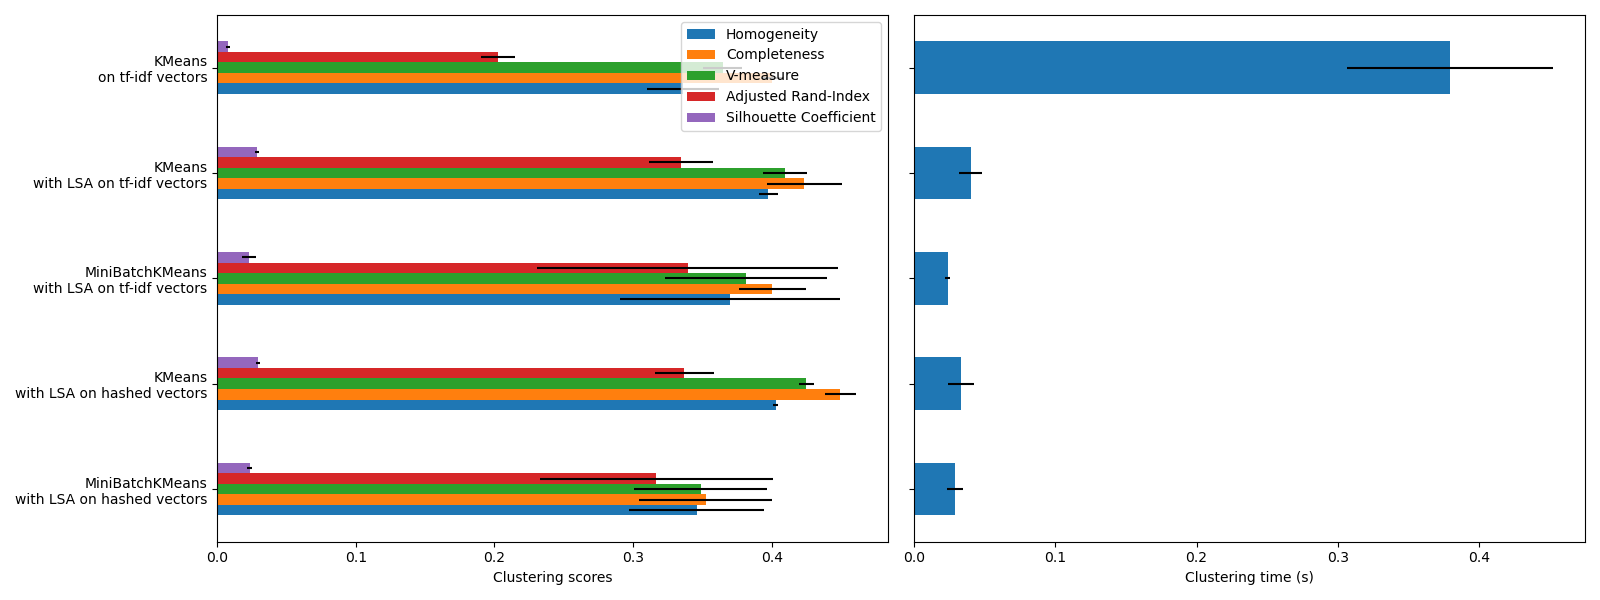 KMeans
on tf-idf vectors
KMeans
with LSA on tf-idf vectors
MiniBatchKMeans
with LSA on tf-idf vectors
KMeans
with LSA on hashed vectors
MiniBatchKMeans
with LSA on hashed vectors
Homogeneity
Completeness
V-measure
Adjusted Rand-Index
Silhouette Coefficient
0.0 0.1 0.2 0.3 0.4
Clustering scores
0.0 0.1 0.2 0.3 0.4
Clustering time (s)